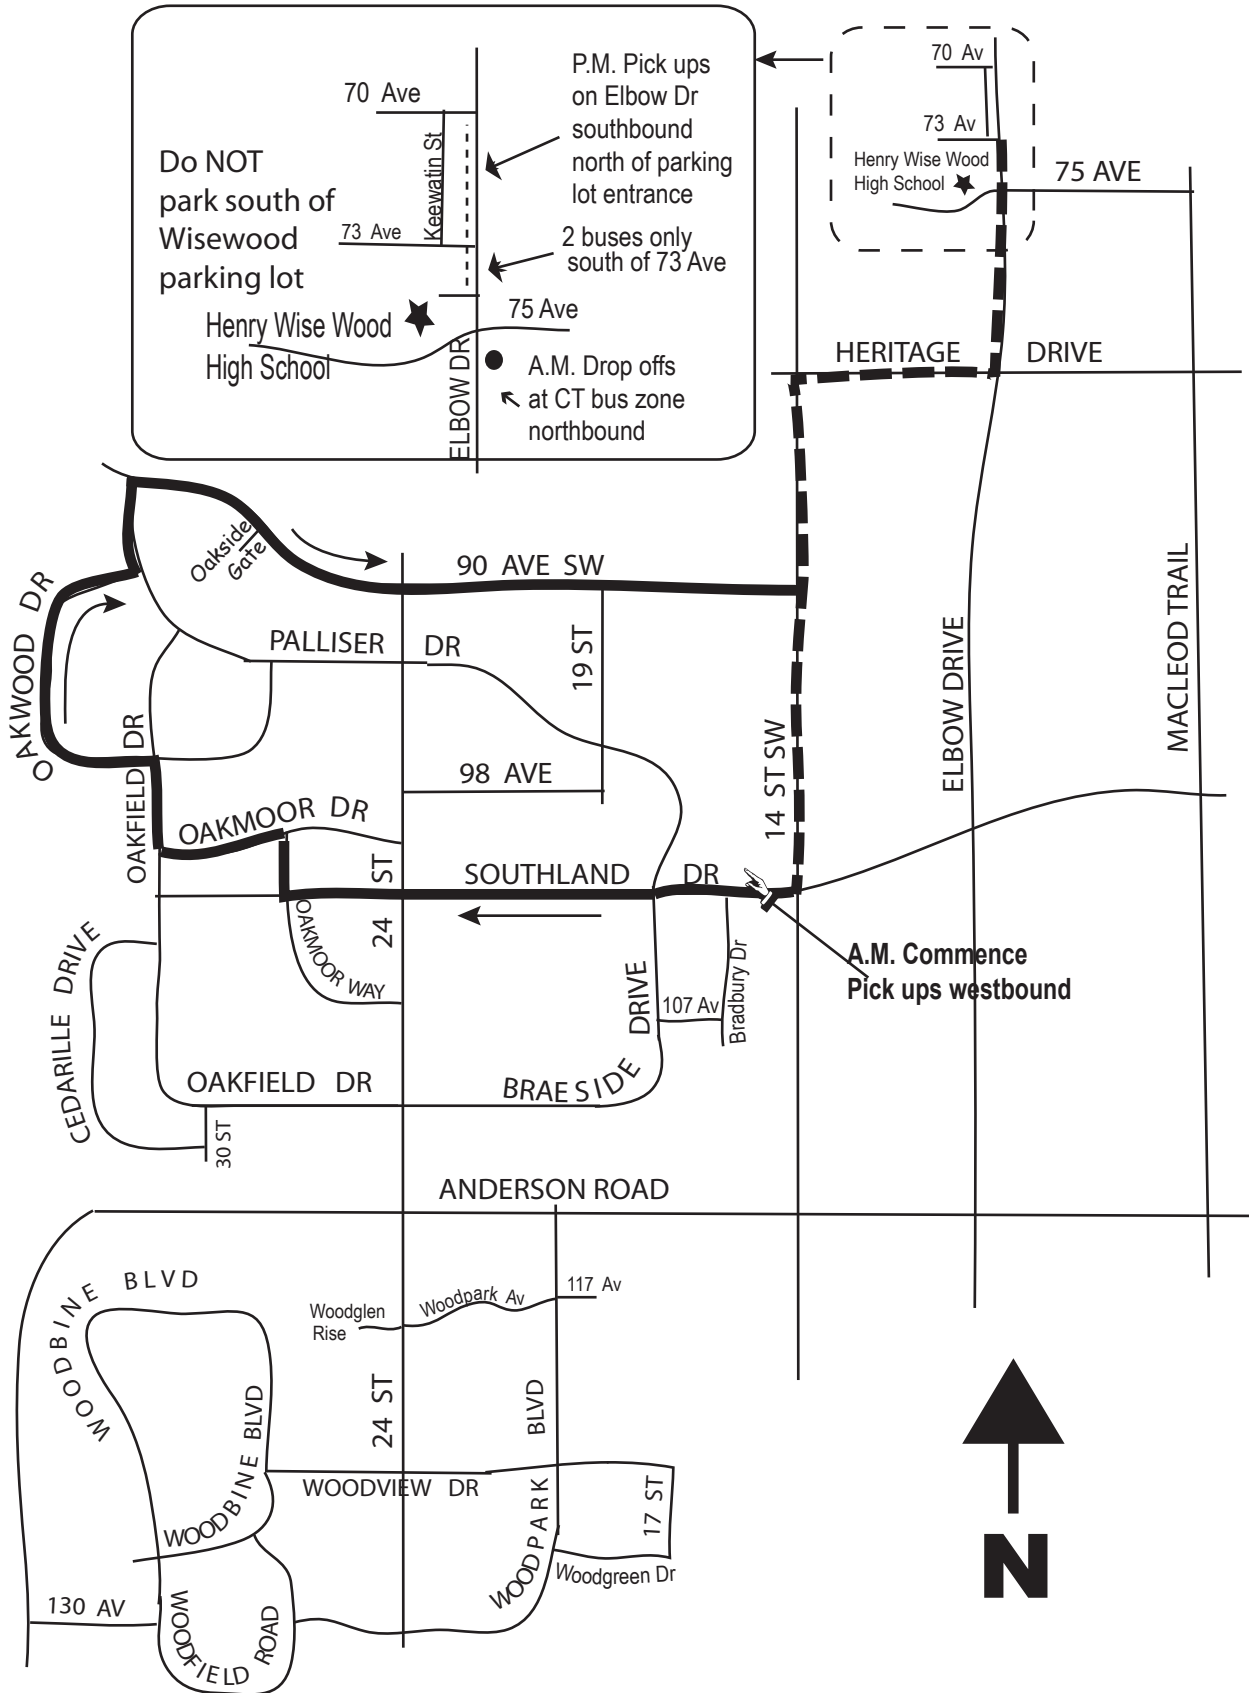 70 Ave
Keewatin St
73 Ave
Do NOT
park south of
Wisewood
parking lot
P.M. Pick ups
on Elbow Dr
southbound
north of parking
lot entrance
2 buses only
south of 73 Ave
Henry Wise Wood
High School
75 Ave
ELBOW DR
A.M. Drop offs
at CT bus zone
northbound
70 Av
73 Av
Henry Wise Wood
High School
75 AVE
HERITAGE DRIVE
Oakside
Gate
90 AVE SW
OAKWOOD DR
PALLISER DR
19 ST
14 ST SW
ELBOW DRIVE
MACLEOD TRAIL
OAKFIELD DR
98 AVE
OAKMOOR DR
24 ST
SOUTHLAND DR
OAKMOOR WAY
A.M. Commence
Pick ups westbound
CEDARILLE DRIVE
107 Av
Bradbury Dr
OAKFIELD DR
BRAESIDE DRIVE
30 ST
ANDERSON ROAD
WOODBINE BLVD
Woodglen
Rise
Woodpark Av
117 Av
24 ST
WOODBINE BLVD
WOODVIEW DR
WOODPARK BLVD
17 ST
Woodgreen Dr
130 AV
WOODFIELD ROAD
N